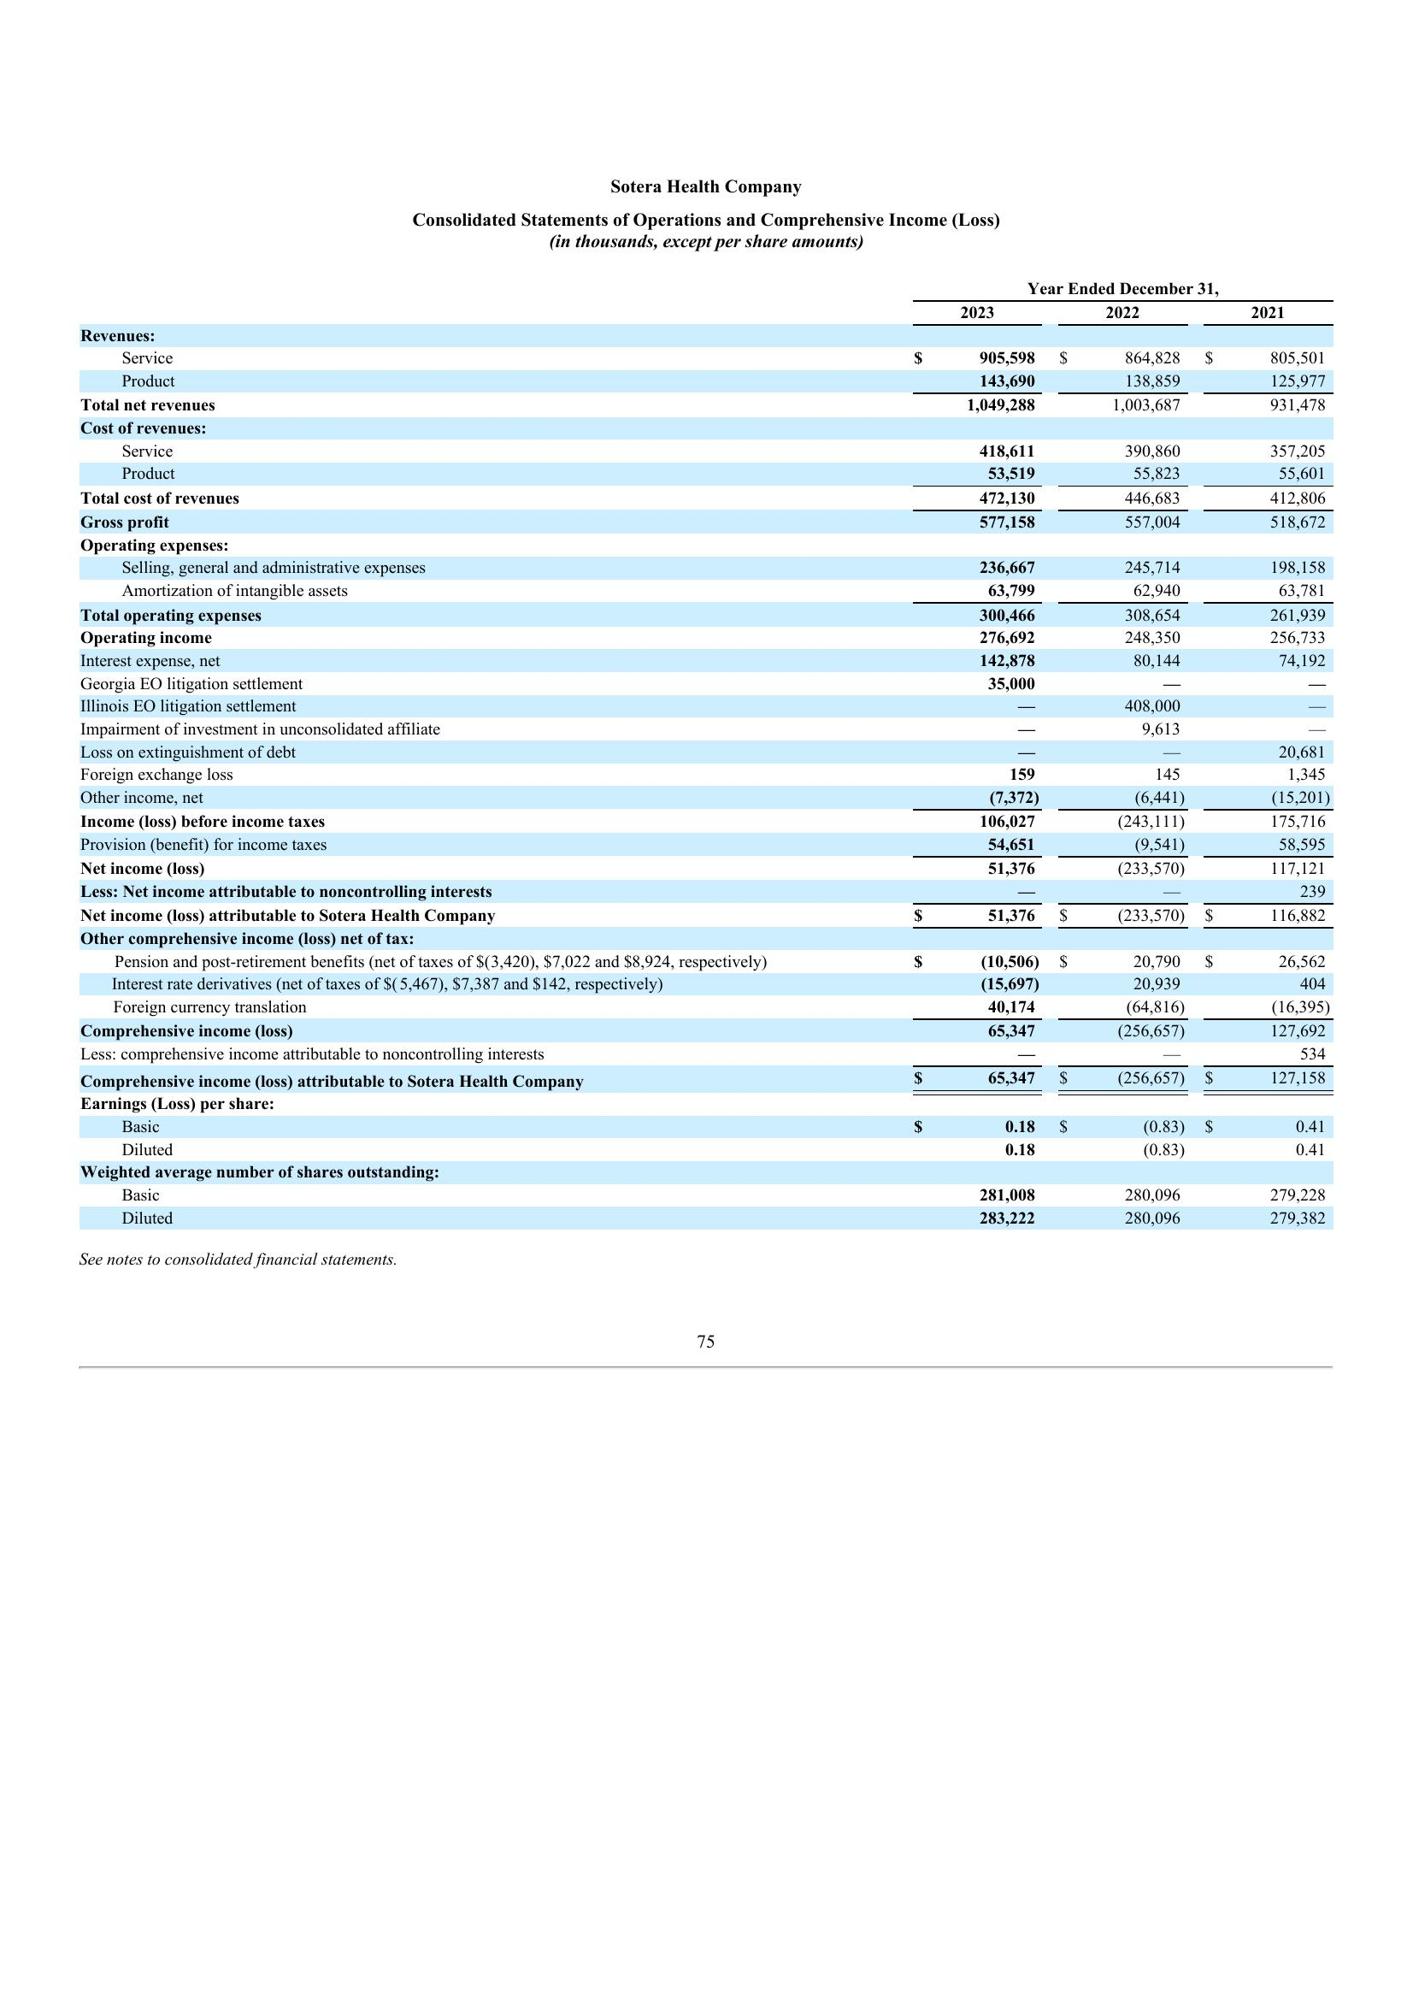 Sotera Health Company
Consolidated Statements of Operations and Comprehensive Income (Loss)
(in thousands, except per share amounts)
Year Ended December 31,
2023 2022 2021
Revenues:
Service $ 905,598 $ 864,828 $ 805,501
Product 143,690 138,859 125,977
Total net revenues 1,049,288 1,003,687 931,478
Cost of revenues:
Service 418,611 390,860 357,205
Product 53,519 55,823 55,601
Total cost of revenues 472,130 446,683 412,806
Gross profit 577,158 557,004 518,672
Operating expenses:
Selling, general and administrative expenses 236,667 245,714 198,158
Amortization of intangible assets 63,799 62,940 63,781
Total operating expenses 300,466 308,654 261,939
Operating income 276,692 248,350 256,733
Interest expense, net 142,878 80,144 74,192
Georgia EO litigation settlement 35,000 — —
Illinois EO litigation settlement — 408,000 —
Impairment of investment in unconsolidated affiliate — 9,613 —
Loss on extinguishment of debt — — 20,681
Foreign exchange loss 159 145 1,345
Other income, net (7,372) (6,441) (15,201)
Income (loss) before income taxes 106,027 (243,111) 175,716
Provision (benefit) for income taxes 54,651 (9,541) 58,595
Net income (loss) 51,376 (233,570) 117,121
Less: Net income attributable to noncontrolling interests — — 239
Net income (loss) attributable to Sotera Health Company $ 51,376 $ (233,570) $ 116,882
Other comprehensive income (loss) net of tax:
Pension and post-retirement benefits (net of taxes of $(3,420), $7,022 and $8,924, respectively) $ (10,506) $ 20,790 $ 26,562
Interest rate derivatives (net of taxes of $(5,467), $7,387 and $142, respectively) (15,697) 20,939 404
Foreign currency translation 40,174 (64,816) (16,395)
Comprehensive income (loss) 65,347 (256,657) 127,692
Less: comprehensive income attributable to noncontrolling interests — — 534
Comprehensive income (loss) attributable to Sotera Health Company $ 65,347 $ (256,657) $ 127,158
Earnings (Loss) per share:
Basic $ 0.18 $ (0.83) $ 0.41
Diluted 0.18 (0.83) 0.41
Weighted average number of shares outstanding:
Basic 281,008 280,096 279,228
Diluted 283,222 280,096 279,382
See notes to consolidated financial statements.
75